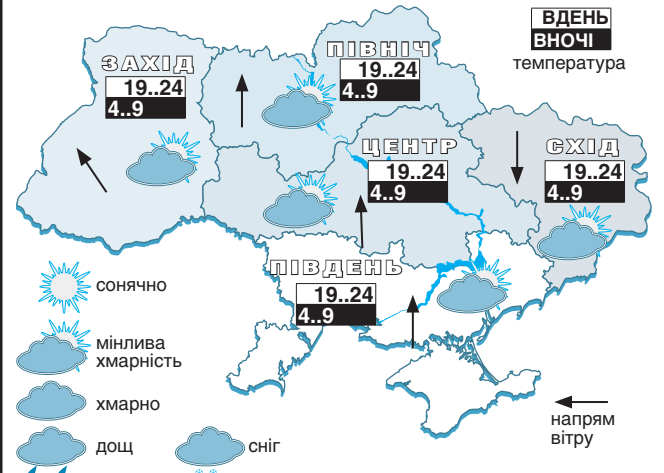 ВДЕНЬ
ВНОЧІ
температура
ЗАХІД
19..24
4..9
ПІВНІЧ
19..24
4..9
ЦЕНТР
19..24
4..9
СХІД
19..24
4..9
ПІВДЕНЬ
19..24
4..9
сонячно
мінлива
хмарність
хмарно
дощ
сніг
напрям
вітру